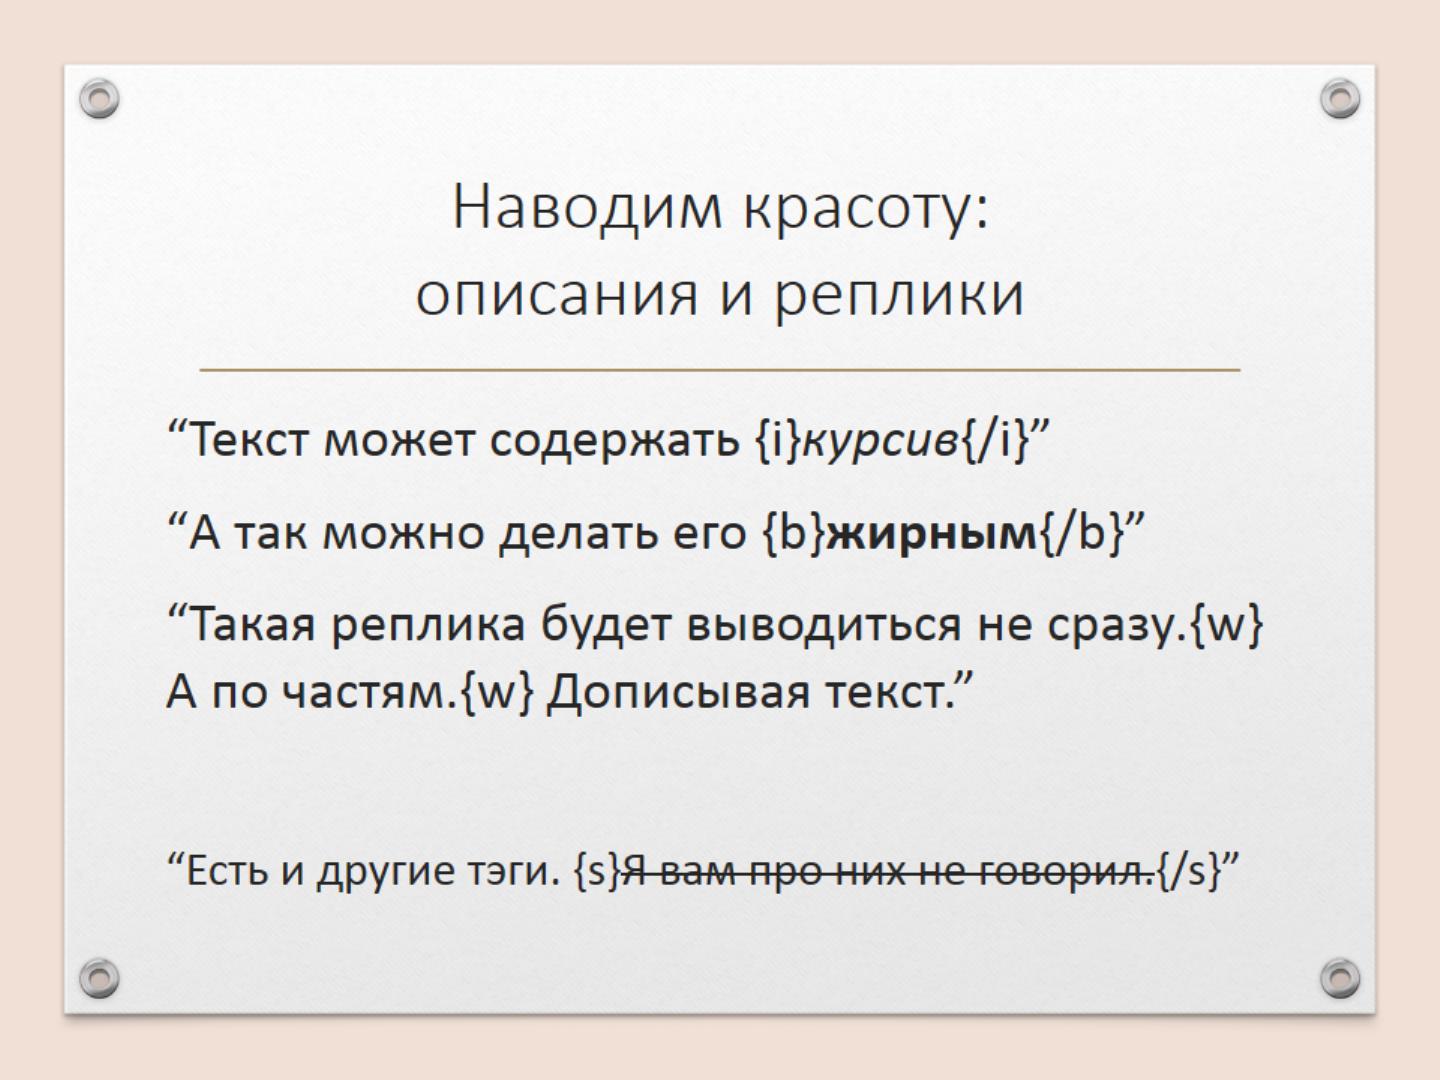 Наводим красоту:
описания и реплики
“Текст может содержать {i}курсив{/i}”
“А так можно делать его {b}жирным{/b}”
“Такая реплика будет выводиться не сразу.{w}
А по частям.{w} Дописывая текст.”
“Есть и другие тэги. {s}Я вам про них не говорил.{/s}”